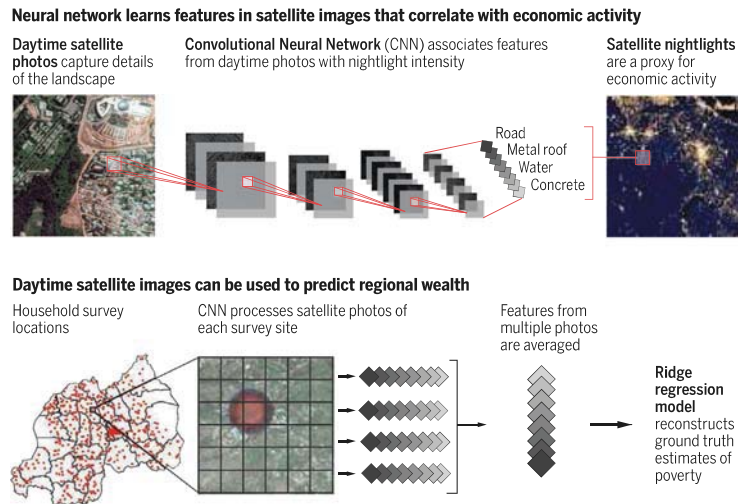 Neural network learns features in satellite images that correlate with economic activity
Daytime satellite
photos capture details
of the landscape
Convolutional Neural Network (CNN) associates features
from daytime photos with nightlight intensity
Satellite nightlights
are a proxy for
economic activity
Road
Metal roof
Water
Concrete
Daytime satellite images can be used to predict regional wealth
Household survey
locations
CNN processes satellite photos of
each survey site
Features from
multiple photos
are averaged
Ridge
regression
model
reconstructs
ground truth
estimates of
poverty